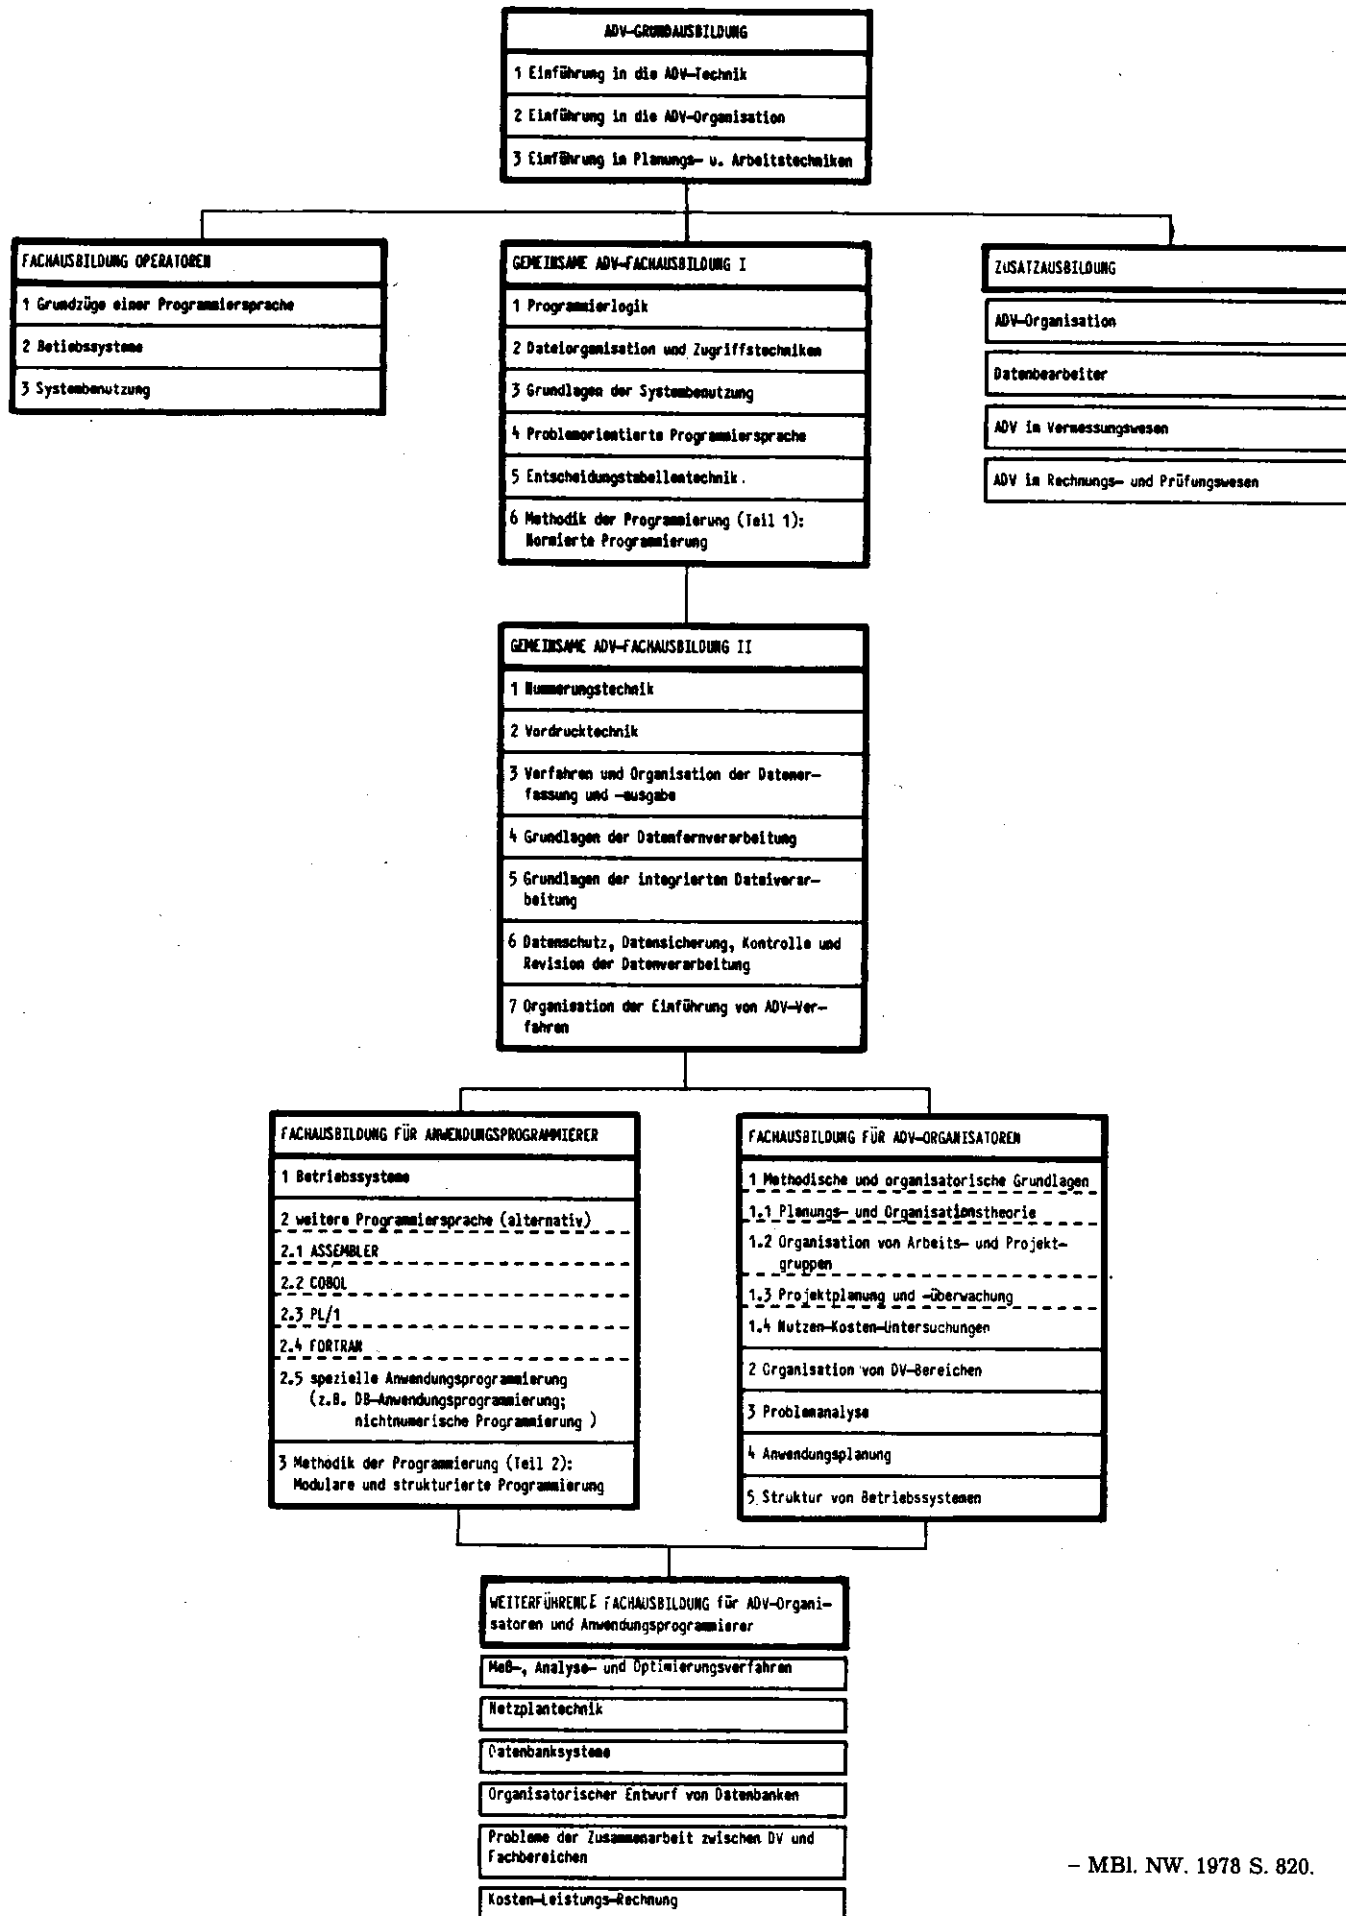 ADV-GRUNDAUSBILDUNG
1 Einführung in die ADV-Technik
2 Einführung in die ADV-Organisation
3 Einführung in Planungs- u. Arbeitstechniken
FACHAUSBILDUNG OPERATOREN
1 Grundzüge einer Programmiersprache
2 Betiebssysteme
3 Systembenutzung
GEMEINSAME ADV-FACHAUSBILDUNG I
1 Programmierlogik
2 Dateiorganisation und Zugriffstechniken
3 Grundlagen der Systembenutzung
4 Problemorientierte Programmiersprache
5 Entscheidungstabellentechnik.
6 Methodik der Programmierung (Teil 1):
Normierte Programmierung
ZUSATZAUSBILDUNG
ADV-Organisation
Datenbearbeiter
ADV im Vermessungswesen
ADV im Rechnungs- und Prüfungswesen
GEMEINSAME ADV-FACHAUSBILDUNG II
1 Nummerungstechnik
2 Vordrucktechnik
3 Verfahren und Organisation der Datener-
fassung und -ausgabe
4 Grundlagen der Datenfernverarbeitung
5 Grundlagen der integrierten Dateiverar-
beitung
6 Datenschutz, Datensicherung, Kontrolle und
Revision der Datenverarbeitung
7 Organisation der Einführung von ADV-Ver-
fahren
FACHAUSBILDUNG FÜR ANWENDUNGSPROGRAMMIERER
1 Betriebssysteme
2 weitere Programmiersprache (alternativ)
2.1 ASSEMBLER
2.2 COBOL
2.3 PL/1
2.4 FORTRAN
2.5 spezielle Anwendungsprogrammierung
(z.B. DB-Anwendungsprogrammierung;
nichtnumerische Programmierung )
3 Methodik der Programmierung (Teil 2):
Modulare und strukturierte Programmierung
FACHAUSBILDUNG FÜR ADV-ORGANISATOREN
1 Methodische und organisatorische Grundlagen
1.1 Planungs- und Organisationstheorie
1.2 Organisation von Arbeits- und Projekt-
gruppen
1.3 Projektplanung und -überwachung
1.4 Nutzen-Kosten-Untersuchungen
2 Organisation von DV-Bereichen
3 Problemanalyse
4 Anwendungsplanung
5 Struktur von Betriebssystemen
WEITERFÜHRENDE FACHAUSBILDUNG für ADV-Organi-
satoren und Anwendungsprogrammierer
Meß-, Analyse- und Optimierungsverfahren
Netzplantechnik
Datenbanksysteme
Organisatorischer Entwurf von Datenbanken
Probleme der Zusammenarbeit zwischen DV und
Fachbereichen
Kosten-Leistungs-Rechnung
– MBl. NW. 1978 S. 820.